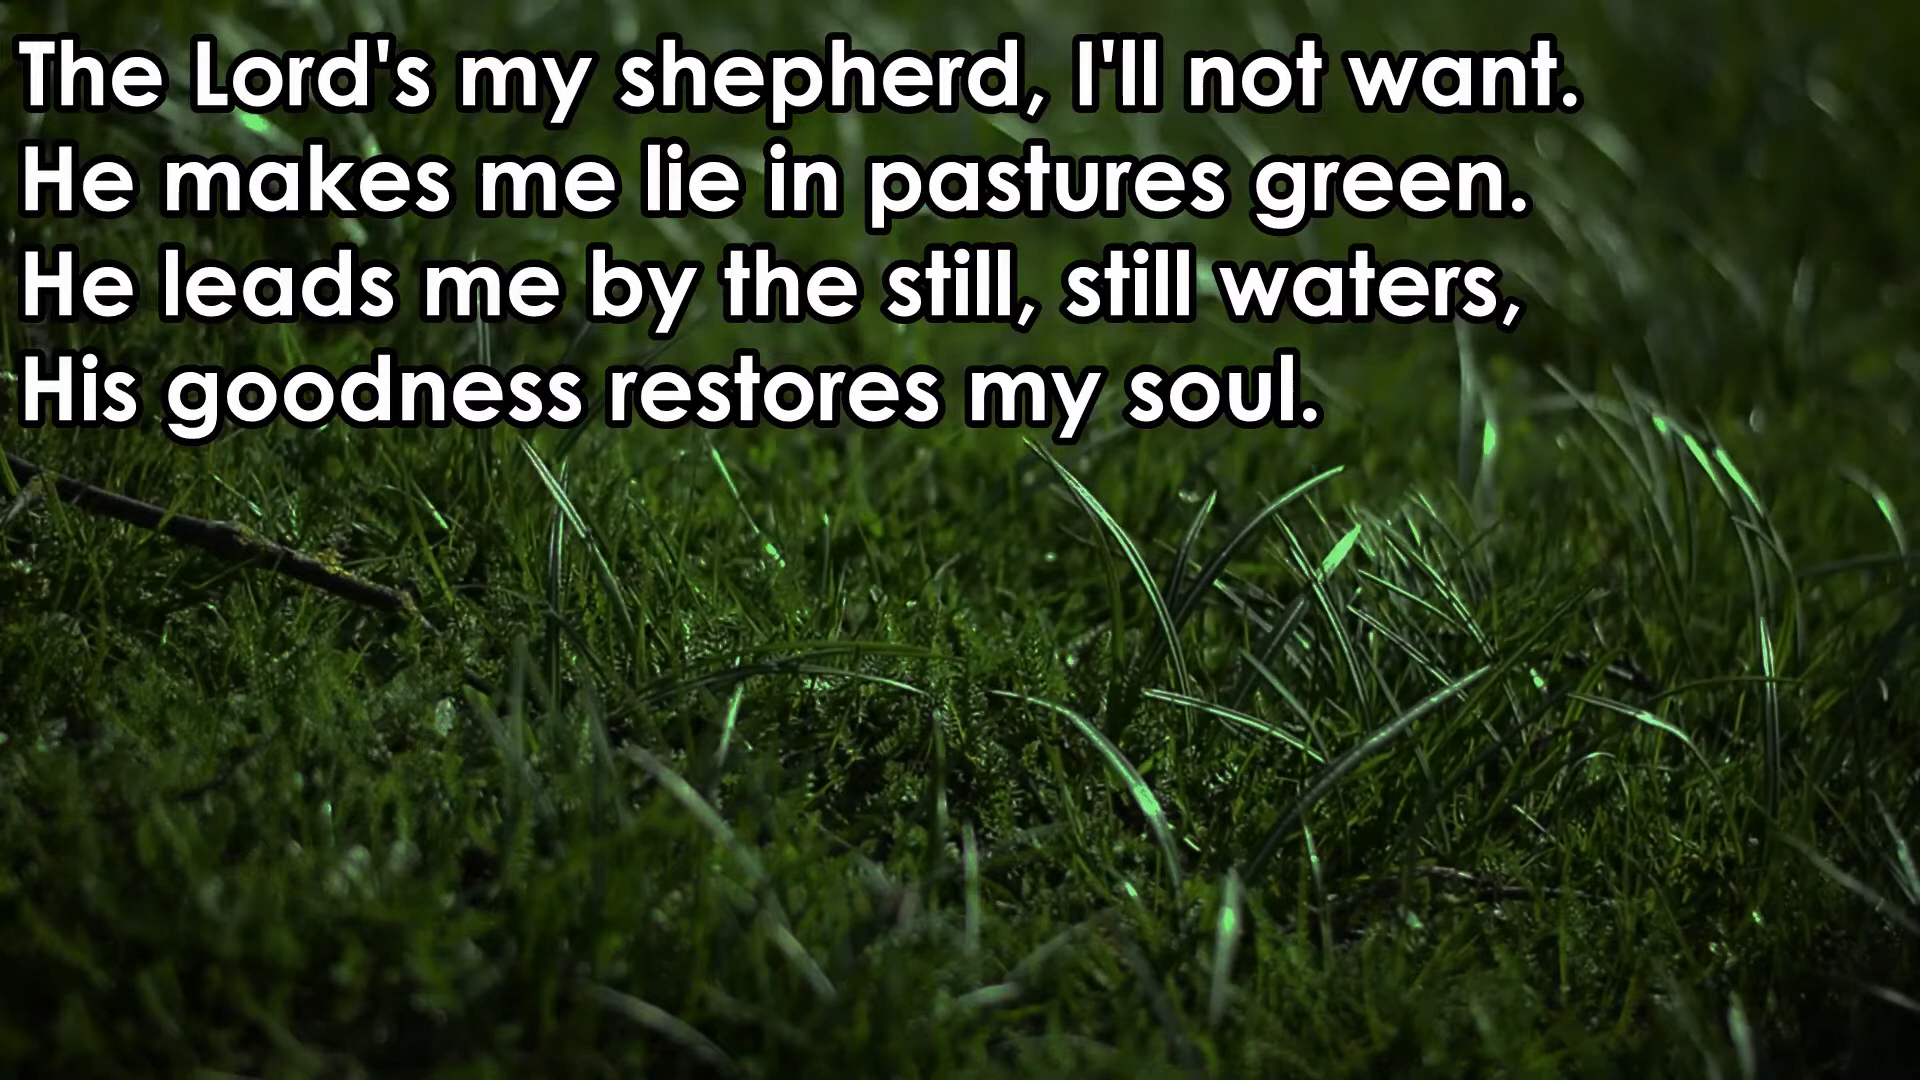 The Lord's my shepherd, I'll not want.
He makes me lie in pastures green.
He leads me by the still, still waters,
His goodness restores my soul.